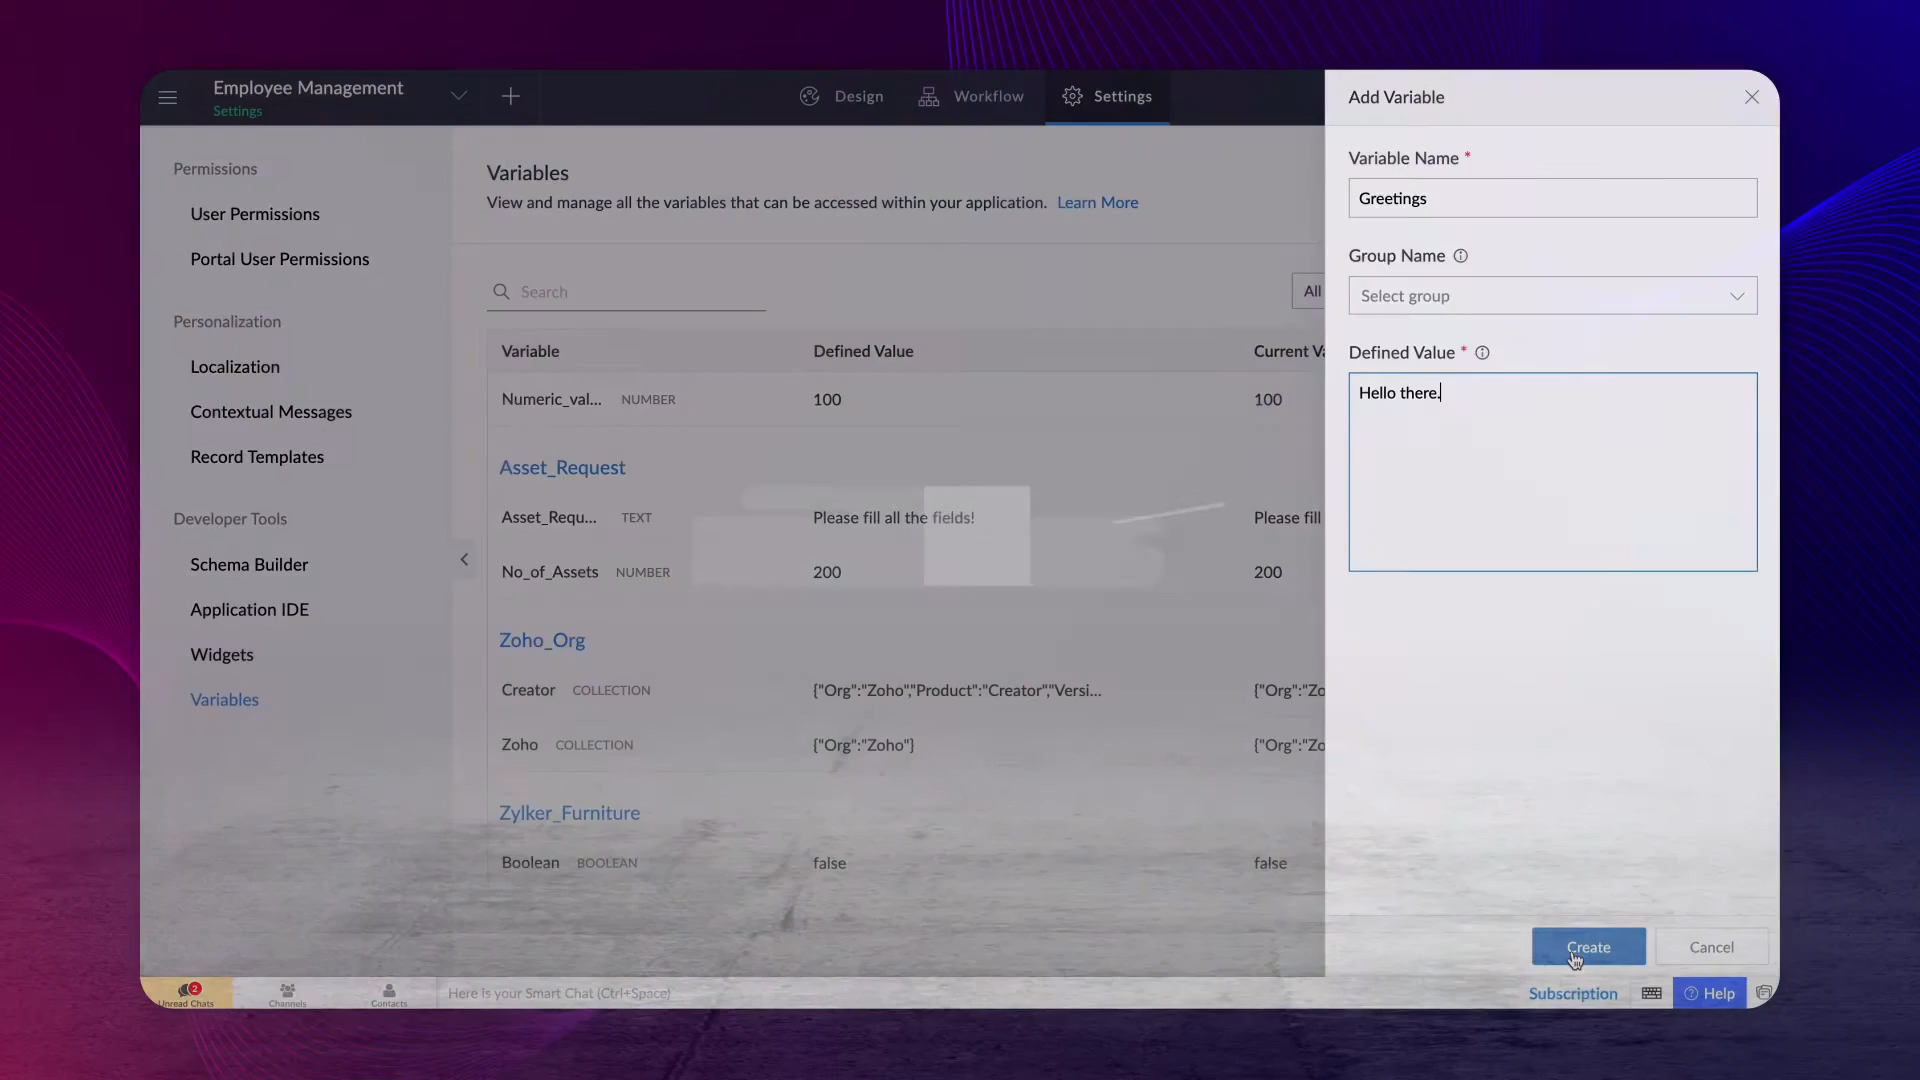 Employee Management
Settings
Design
Workflow
Settings
Permissions
User Permissions
Portal User Permissions
Personalization
Localization
Contextual Messages
Record Templates
Developer Tools
Schema Builder
Application IDE
Widgets
Variables
Variables
View and manage all the variables that can be accessed within your application. Learn More
Search
All
Variable Defined Value Current Va
Numeric_val... NUMBER 100 100
Asset_Request
Asset_Requ... TEXT Please fill all the fields! Please fill
No_of_Assets NUMBER 200 200
Zoho_Org
Creator COLLECTION {"Org":"Zoho","Product":"Creator","Versi... {"Org":"Zo
Zoho COLLECTION {"Org":"Zoho"} {"Org":"Zo
Zylker_Furniture
Boolean BOOLEAN false false
Add Variable
Variable Name *
Greetings
Group Name
Select group
Defined Value *
Hello there.
Create
Cancel
2
Unread Chats
Channels
Contacts
Here is your Smart Chat (Ctrl+Space)
Subscription
Help